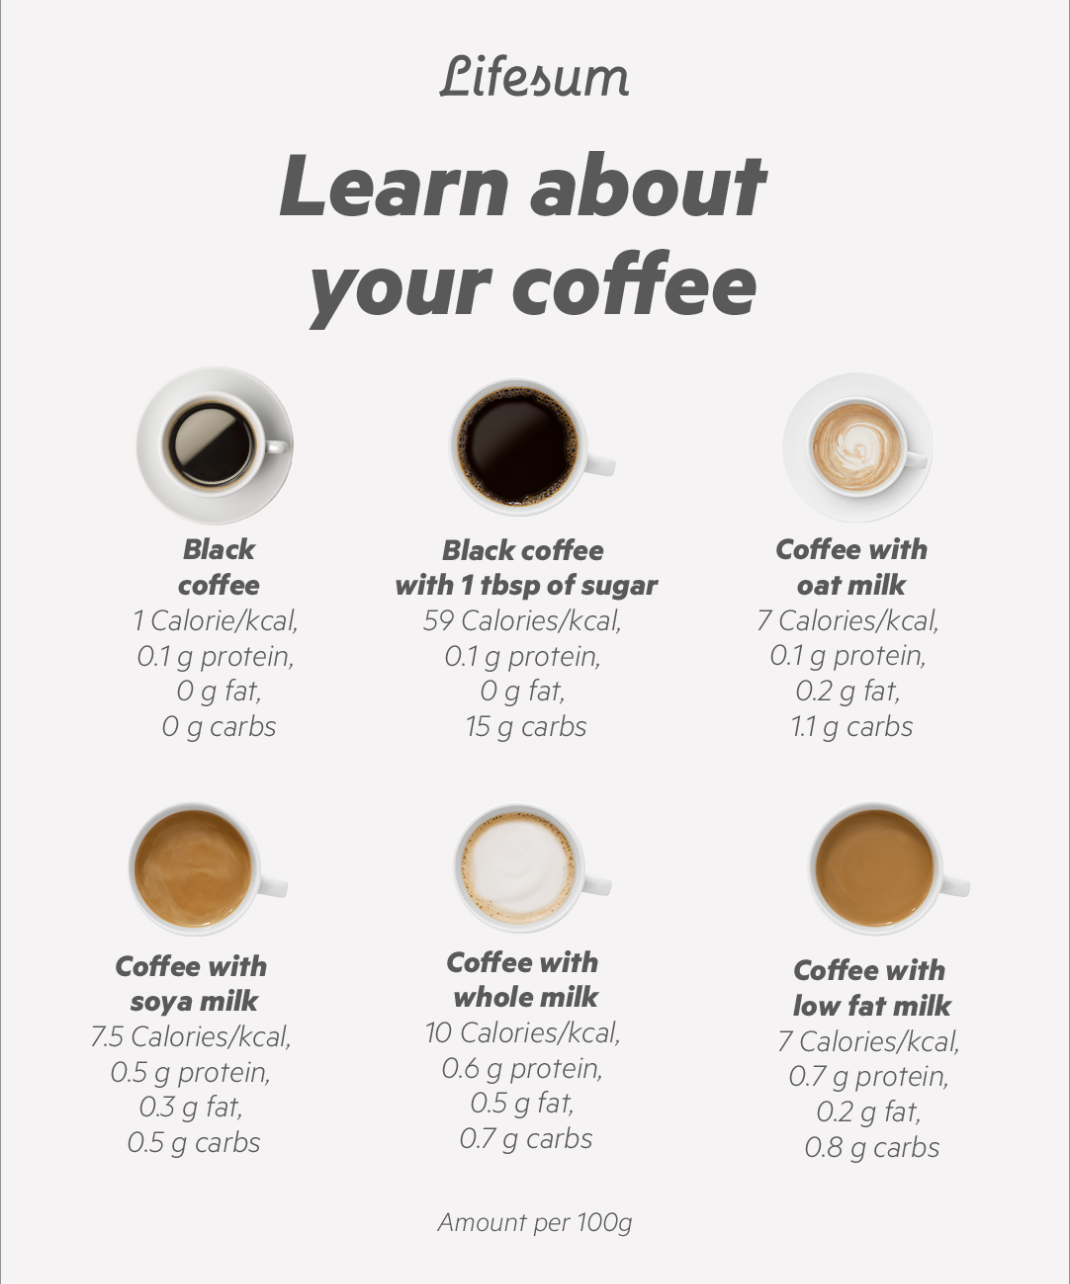 Lifesum
Learn about
your coffee
Black
coffee
1 Calorie/kcal,
0.1 g protein,
0 g fat,
0 g carbs
Black coffee
with 1 tbsp of sugar
59 Calories/kcal,
0.1 g protein,
0 g fat,
15 g carbs
Coffee with
oat milk
7 Calories/kcal,
0.1 g protein,
0.2 g fat,
1.1 g carbs
Coffee with
soya milk
7.5 Calories/kcal,
0.5 g protein,
0.3 g fat,
0.5 g carbs
Coffee with
whole milk
10 Calories/kcal,
0.6 g protein,
0.5 g fat,
0.7 g carbs
Coffee with
low fat milk
7 Calories/kcal,
0.7 g protein,
0.2 g fat,
0.8 g carbs
Amount per 100g